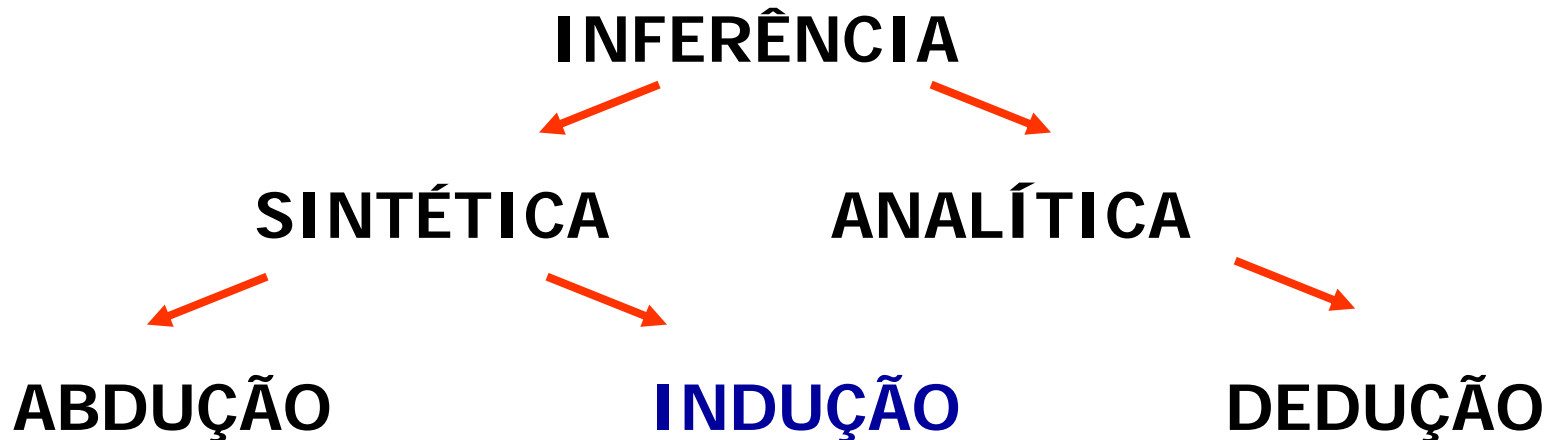 INFERÊNCIA
SINTÉTICA ANALÍTICA
ABDUÇÃO INDUÇÃO DEDUÇÃO